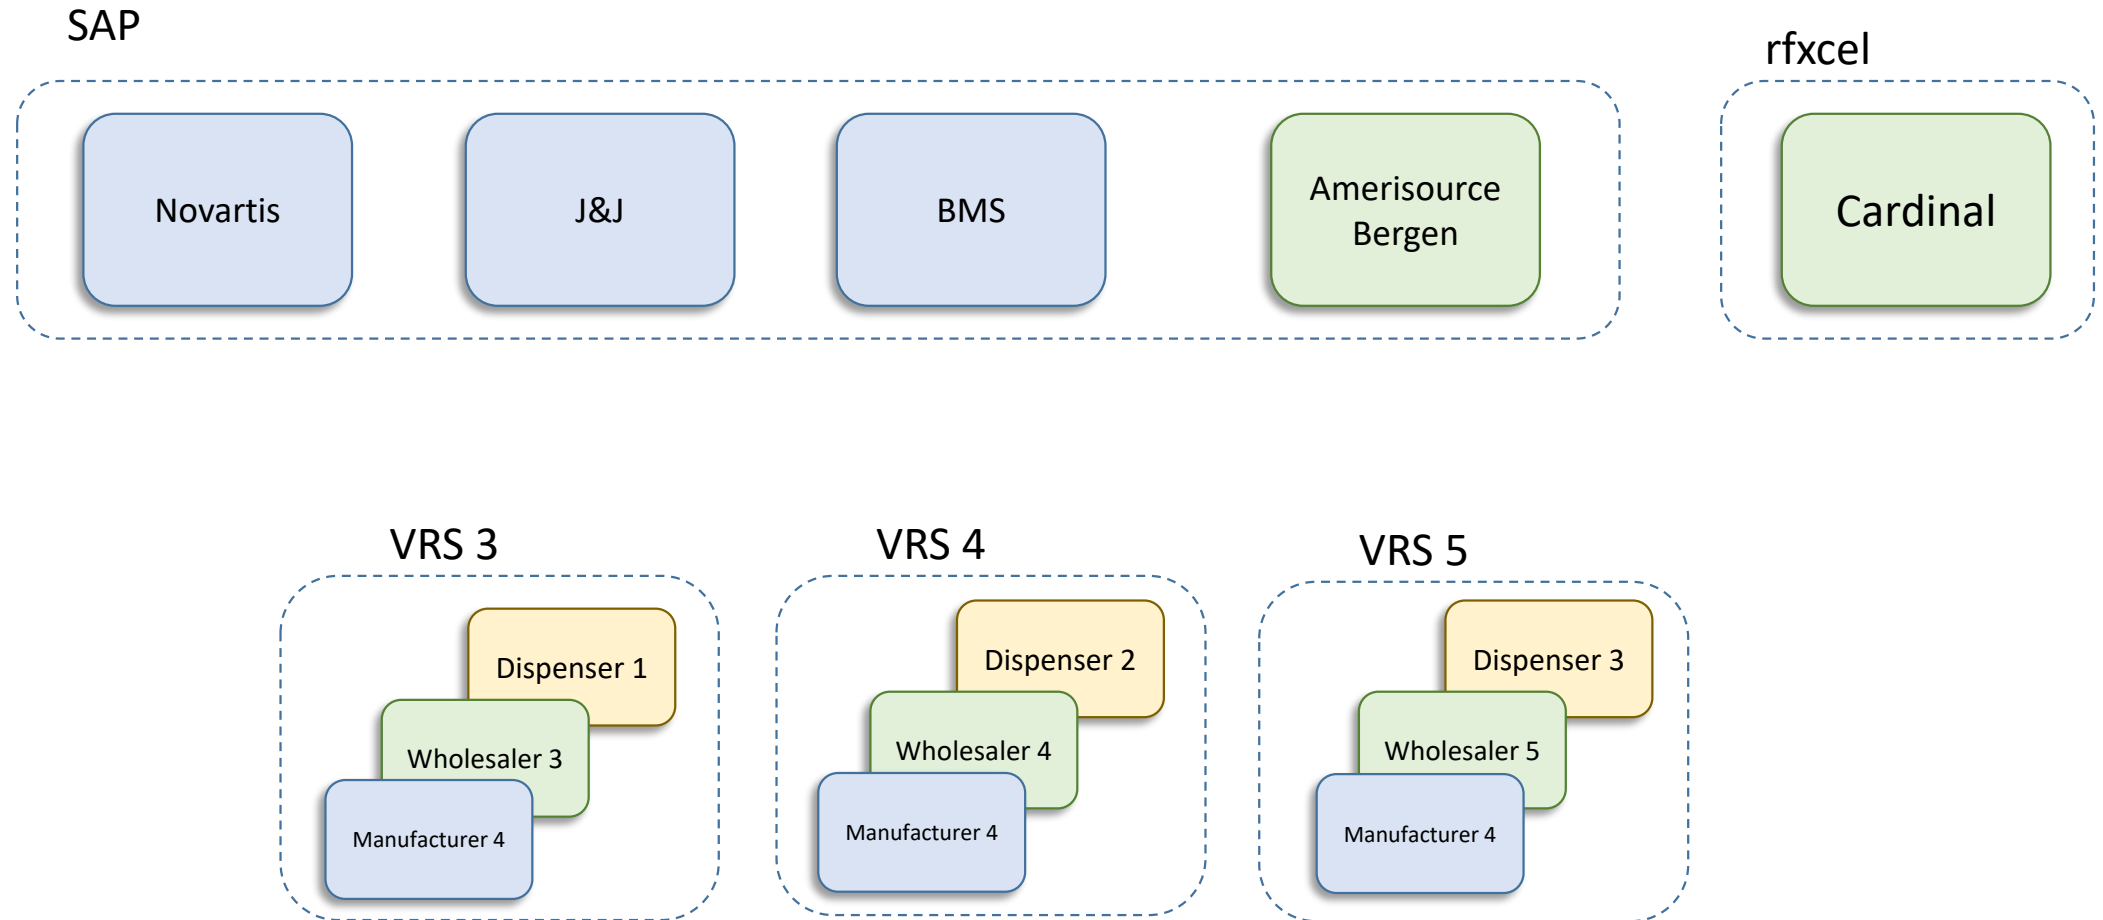 SAP
rfxcel
Novartis
J&J
BMS
Amerisource
Bergen
Cardinal
VRS 3
VRS 4
VRS 5
Dispenser 1
Wholesaler 3
Manufacturer 4
Dispenser 2
Wholesaler 4
Manufacturer 4
Dispenser 3
Wholesaler 5
Manufacturer 4